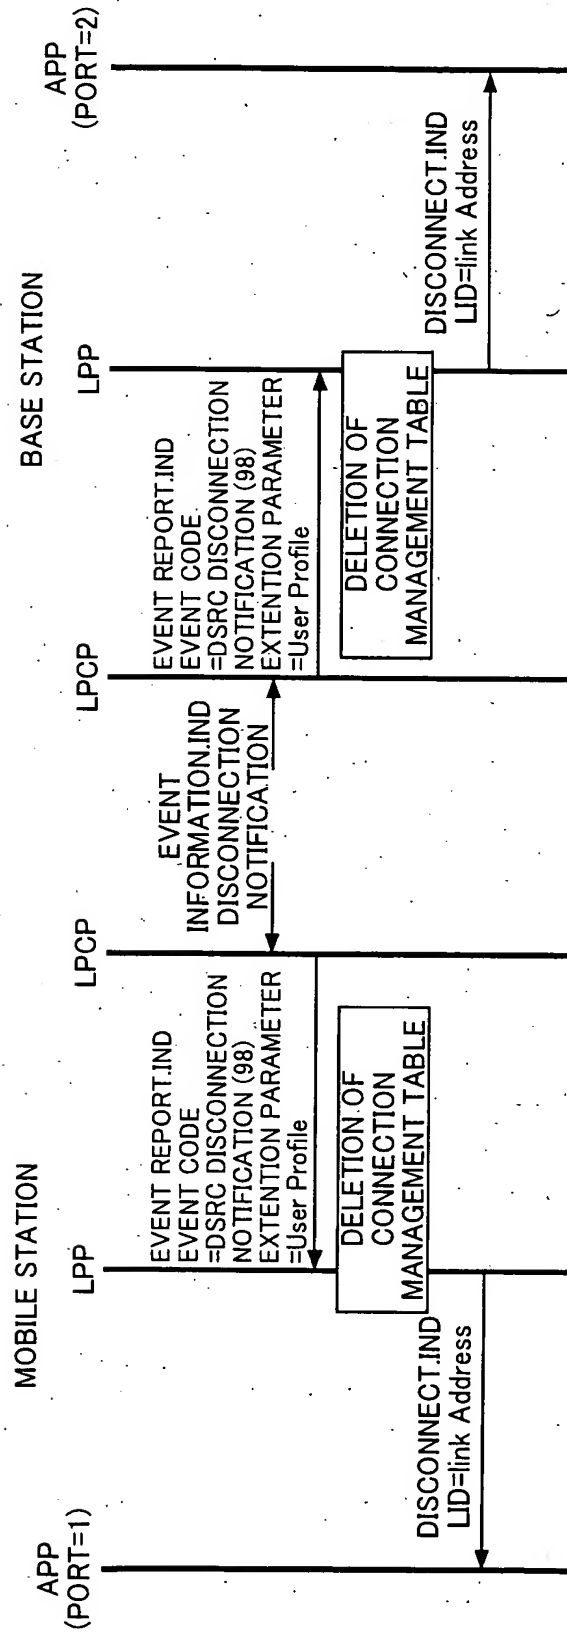 MOBILE STATION
BASE STATION
APP
(PORT=1)
LPP
LPCP
LPCP
LPP
APP
(PORT=2)
EVENT REPORT.IND
EVENT CODE
=DSRC DISCONNECTION
NOTIFICATION (98)
EXTENTION PARAMETER
=User Profile
EVENT
INFORMATION.IND
DISCONNECTION
NOTIFICATION
EVENT REPORT.IND
EVENT CODE
=DSRC DISCONNECTION
NOTIFICATION (98)
EXTENTION PARAMETER
=User Profile
DELETION OF
CONNECTION
MANAGEMENT TABLE
DELETION OF
CONNECTION
MANAGEMENT TABLE
DISCONNECT.IND
LID=link Address
DISCONNECT.IND
LID=link Address